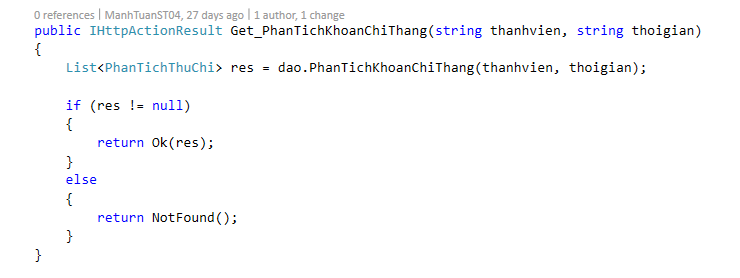 0 references | ManhTuanST04, 27 days ago | 1 author, 1 change
public IHttpActionResult Get_PhanTichKhoanChiThang(string thanhvien, string thoigian)
{
    List<PhanTichThuChi> res = dao.PhanTichKhoanChiThang(thanhvien, thoigian);

    if (res != null)
    {
        return Ok(res);
    }
    else
    {
        return NotFound();
    }
}